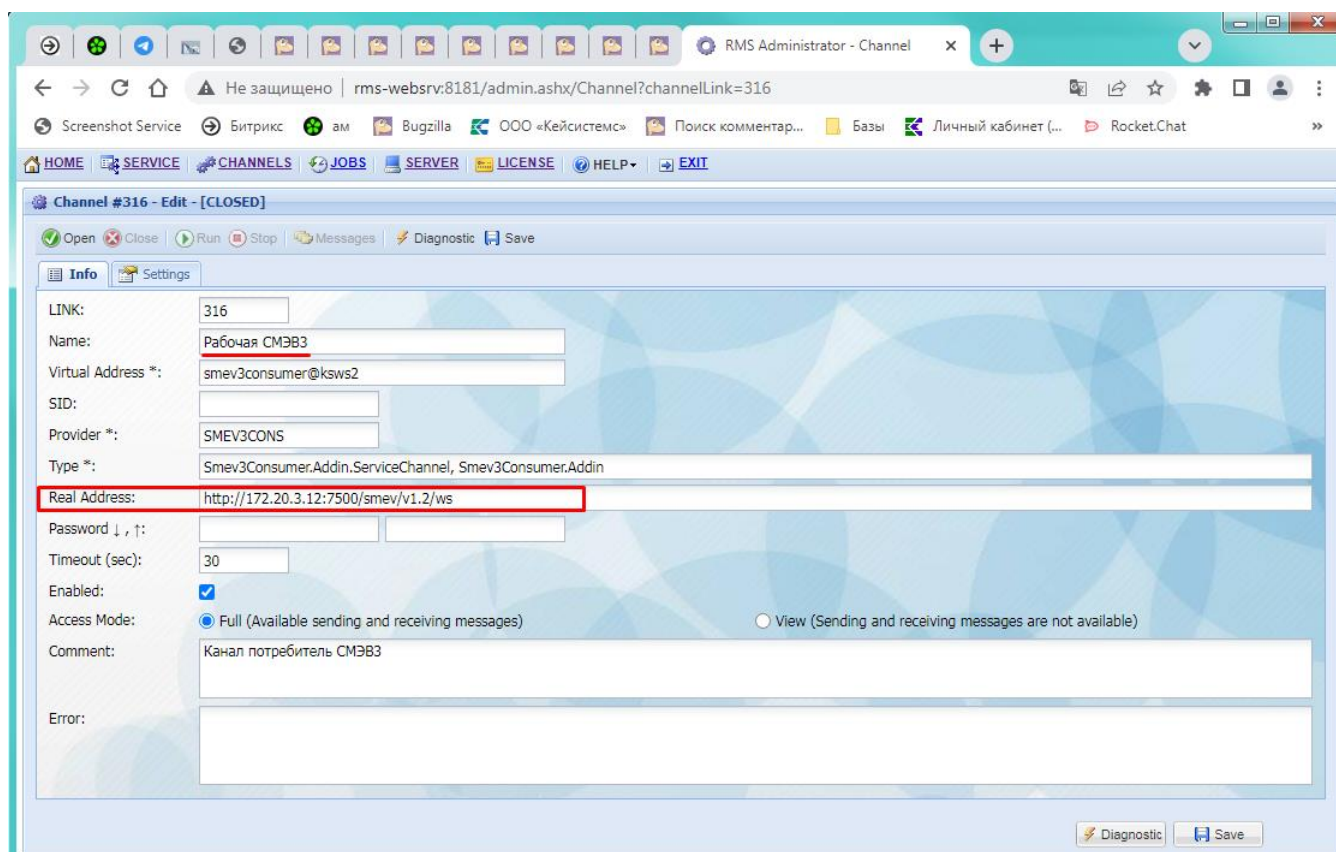 RMS Administrator - Channel
Не защищено | rms-websrv:8181/admin.ashx/Channel?channelLink=316
Screenshot Service Битрикс ам Bugzilla ООО «Кейсистемс» Поиск комментар... Базы Личный кабинет (... Rocket.Chat »
HOME SERVICE CHANNELS JOBS SERVER LICENSE HELP EXIT
Channel #316 - Edit - [CLOSED]
Open Close Run Stop Messages Diagnostic Save
Info Settings
LINK: 316
Name: Рабочая СМЭВ3
Virtual Address *: smev3consumer@ksws2
SID:
Provider *: SMEV3CONS
Type *: Smev3Consumer.Addin.ServiceChannel, Smev3Consumer.Addin
Real Address: http://172.20.3.12:7500/smev/v1.2/ws
Password ↓ , ↑:
Timeout (sec): 30
Enabled:
Access Mode: Full (Available sending and receiving messages) View (Sending and receiving messages are not available)
Comment: Канал потребитель СМЭВ3
Error:
Diagnostic Save